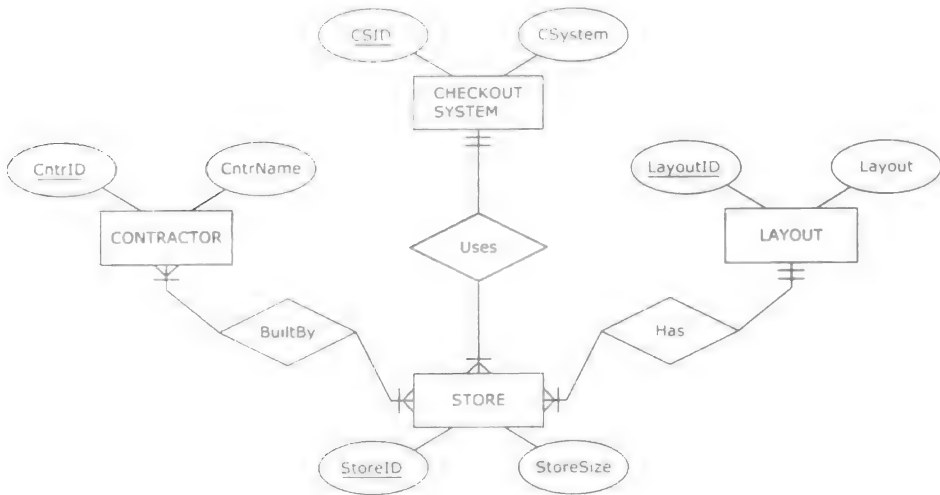 CSID
CSystem
CHECKOUT
SYSTEM
CntrID
CntrName
LayoutID
Layout
CONTRACTOR
Uses
LAYOUT
BuiltBy
Has
STORE
StoreID
StoreSize